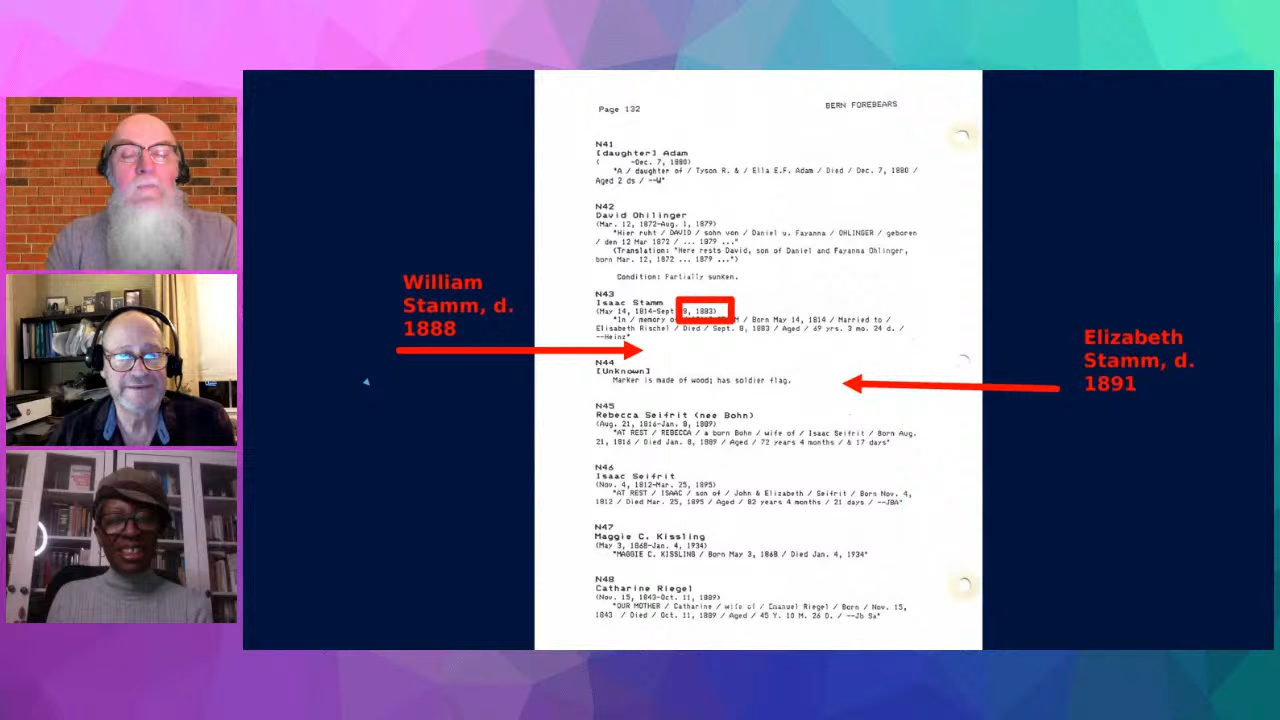 Page 132
BERN FOREBEARS
N41
[daughter] Adam
( -Dec. 7, 1880)
"A / daughter of / Tyson R. & / Ella E.F. Adam / Died / Dec. 7, 1880 /
Aged 2 ds / --W"
N42
David Ohilinger
(Mar. 12, 1872-Aug. 1, 1879)
"Hier ruht / DAVID / sohn von / Daniel u. Fayanna / OHLINGER / geboren
/ den 12 Mar 1872 / ... 1879 ..."
(Translation: "Here rests David, son of Daniel and Fayanna Ohlinger,
born Mar. 12, 1872 ... 1879 ...")
Condition: Partially sunken.
N43
Isaac Stamm
(May 14, 1814-Sept 8, 1883)
"In / memory / Born May 14, 1814 / Married to /
Elisabeth Rischel / Died / Sept. 8, 1883 / Aged / 69 yrs. 3 mo. 24 d. /
--Heinz"
N44
[Unknown]
Marker is made of wood; has soldier flag.
N45
Rebecca Seifrit (nee Bohn)
(Aug. 21, 1816-Jan. 8, 1889)
"AT REST / REBECCA / a born Bohn / wife of / Isaac Seifrit / Born Aug.
21, 1816 / Died Jan. 8, 1889 / Aged / 72 years 4 months / & 17 days"
N46
Isaac Seifrit
(Nov. 4, 1812-Mar. 25, 1895)
"AT REST / ISAAC / son of / John & Elizabeth / Seifrit / Born Nov. 4,
1812 / Died Mar. 25, 1895 / Aged / 82 years 4 months / 21 days / --JBA"
N47
Maggie C. Kissling
(May 3, 1868-Jan. 4, 1934)
"MAGGIE C. KISSLING / Born May 3, 1868 / Died Jan. 4, 1934"
N48
Catharine Riegel
(Nov. 15, 1843-Oct. 11, 1889)
"OUR MOTHER / Catharine / wife of / Emanuel Riegel / Born / Nov. 15,
1843 / Died / Oct. 11, 1889 / Aged / 45 Y. 10 M. 26 D. / --Jb Sa"
William
Stamm, d.
1888
Elizabeth
Stamm, d.
1891